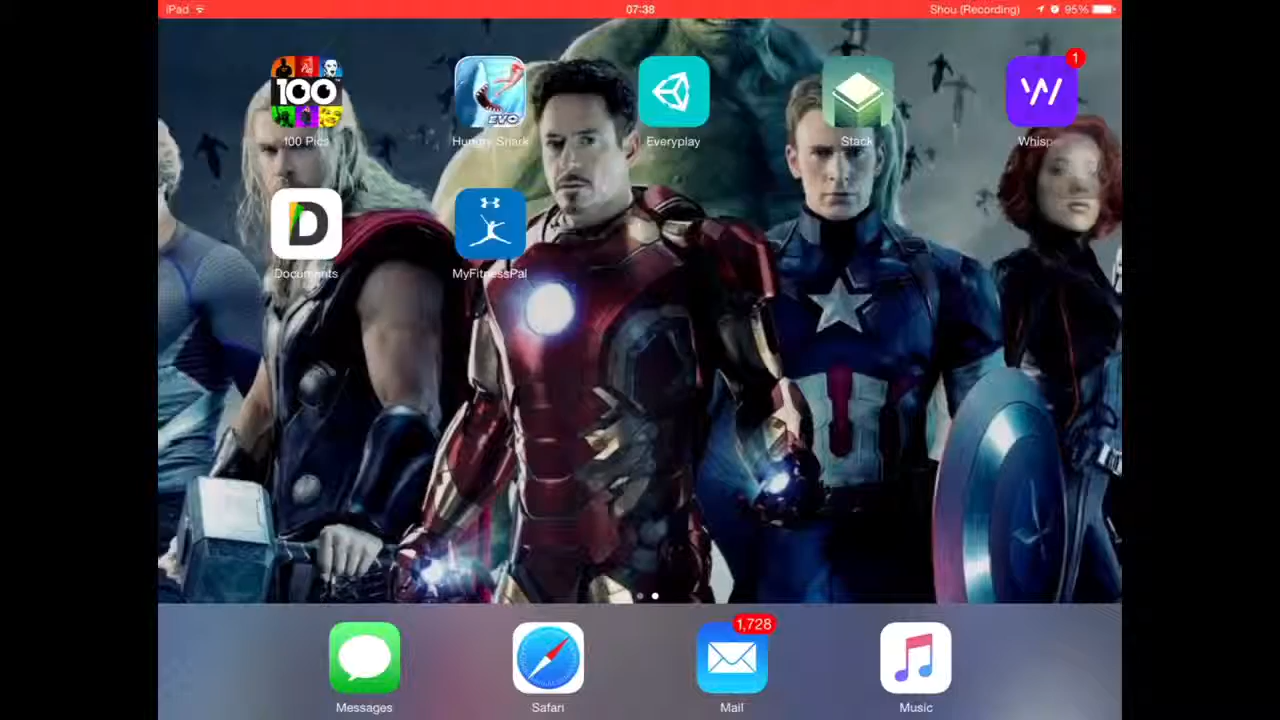 iPad
07:38
Shou (Recording)
95%
100
EVO
1
100 Pics
Hungry Shark
Everyplay
Stack
Whisper
D
Documents
MyFitnessPal
1,728
Messages
Safari
Mail
Music